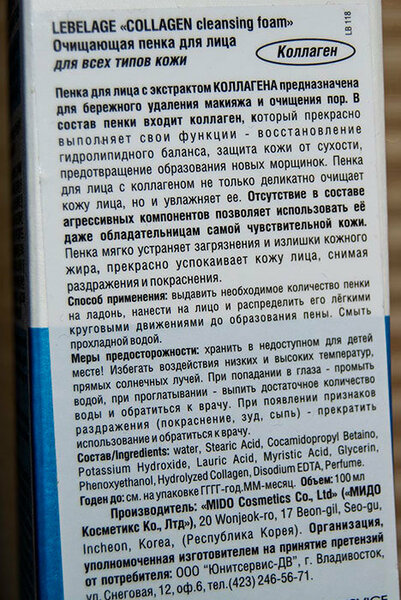 LEBELAGE «COLLAGEN cleansing foam»
Очищающая пенка для лица
для всех типов кожи
Коллаген
LB 118
Пенка для лица с экстрактом КОЛЛАГЕНА предназначена
для бережного удаления макияжа и очищения пор. В
состав пенки входит коллаген, который прекрасно
выполняет свои функции - восстановление
гидролипидного баланса, защита кожи от сухости,
предотвращение образования новых морщинок. Пенка
для лица с коллагеном не только деликатно очищает
кожу лица, но и увлажняет ее. Отсутствие в составе
агрессивных компонентов позволяет использовать её
даже обладательницам самой чувствительной кожи.
Пенка мягко устраняет загрязнения и излишки кожного
жира, прекрасно успокаивает кожу лица, снимая
раздражения и покраснения.
Способ применения: выдавить необходимое количество пенки
на ладонь, нанести на лицо и распределить его лёгкими
круговыми движениями до образования пены. Смыть
прохладной водой.
Меры предосторожности: хранить в недоступном для детей
месте! Избегать воздействия низких и высоких температур,
прямых солнечных лучей. При попадании в глаза - промыть
водой, при проглатывании - выпить достаточное количество
воды и обратиться к врачу. При появлении признаков
раздражения (покраснение, зуд, сыпь) - прекратить
использование и обратиться к врачу.
Состав/Ingredients: water, Stearic Acid, Cocamidopropyl Betaino,
Potassium Hydroxide, Lauric Acid, Myristic Acid, Glycerin,
Phenoxyethanol, Hydrolyzed Collagen, Disodium EDTA, Perfume.
Годен до: см. на упаковке ГГГГ-год.ММ-месяц. Объем: 100 мл
Производитель: «MIDO Cosmetics Co., Ltd» («МИДО
Косметикс Ко., Лтд»), 20 Wonjeok-ro, 17 Beon-gil, Seo-gu,
Incheon, Korea, (Республика Корея). Организация,
уполномоченная изготовителем на принятие претензий
от потребителя: ООО "Юнитсервис-ДВ", г. Владивосток,
ул. Снеговая, 12, оф.6, тел.(423) 246-56-71.